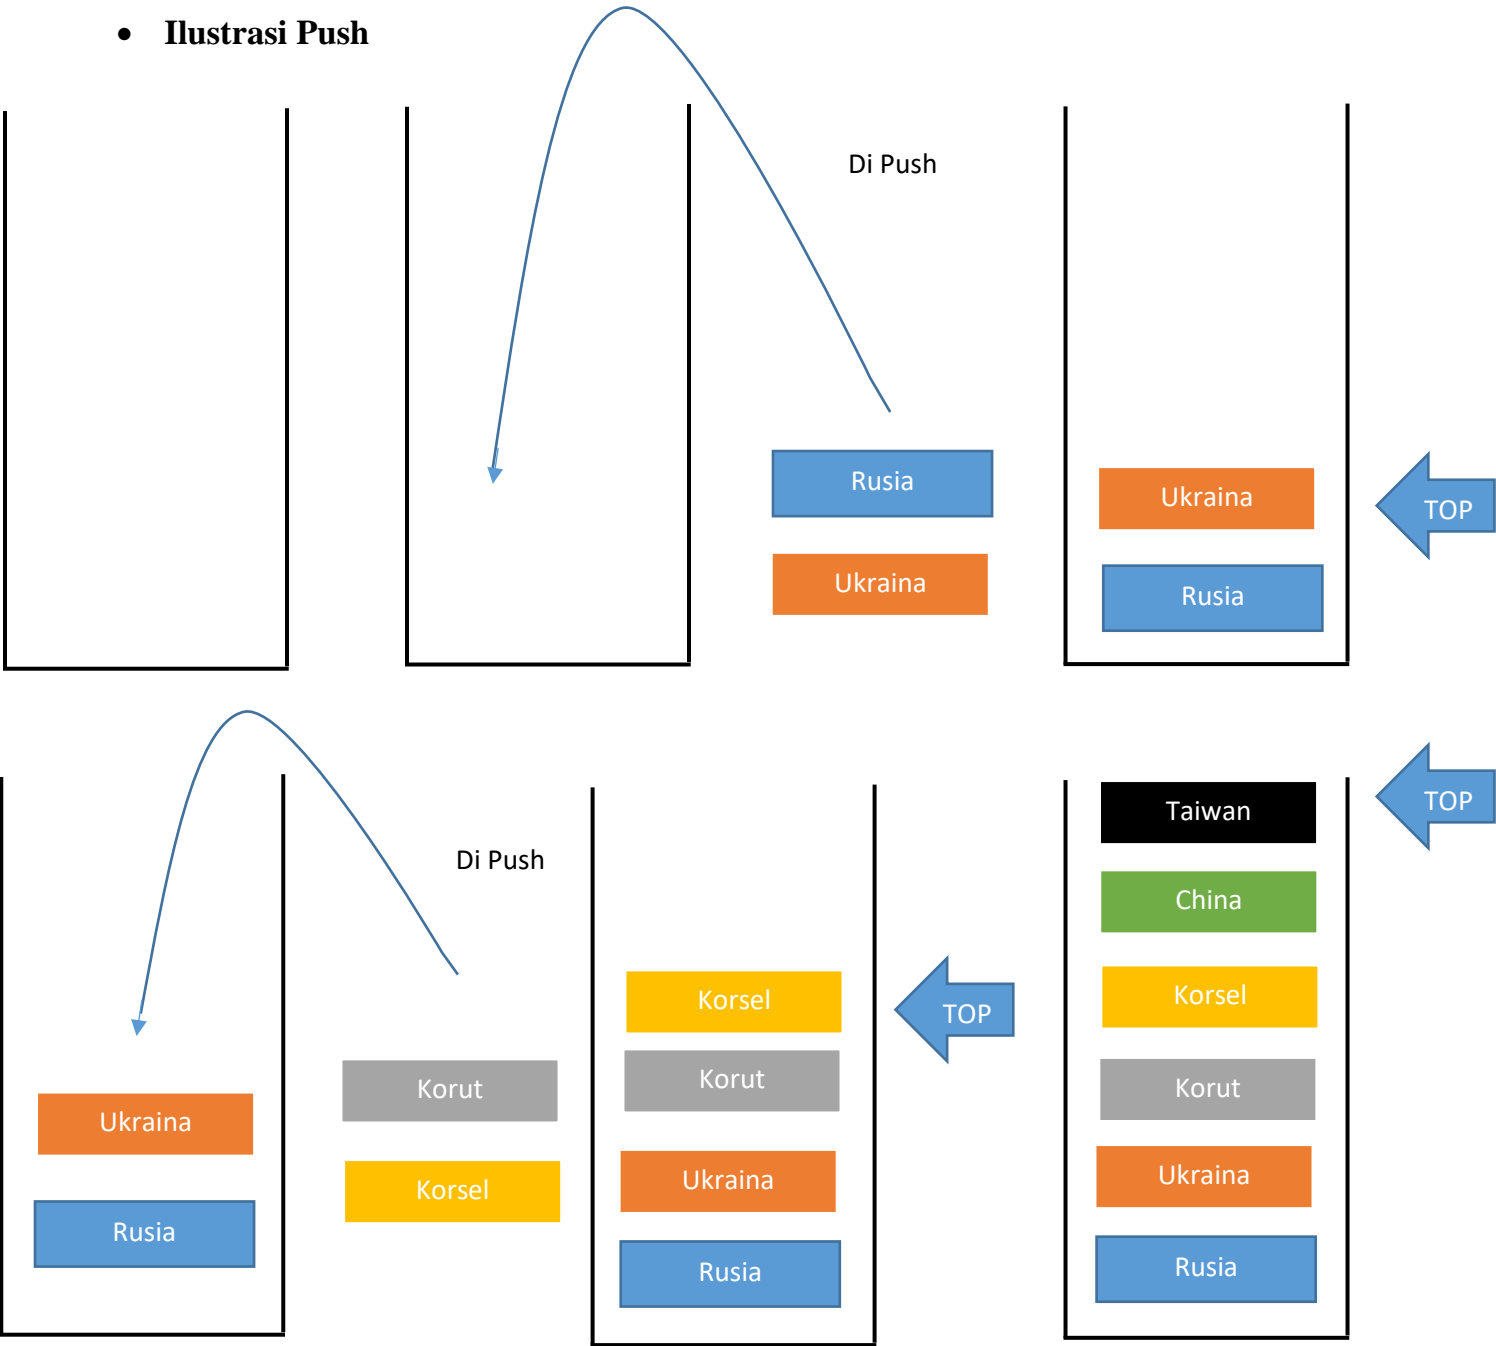 • Ilustrasi Push
Di Push
Rusia
Ukraina
Ukraina
Rusia
TOP
Ukraina
Rusia
Di Push
Korut
Korsel
Korsel
Korut
Ukraina
Rusia
TOP
Taiwan
China
Korsel
Korut
Ukraina
Rusia
TOP